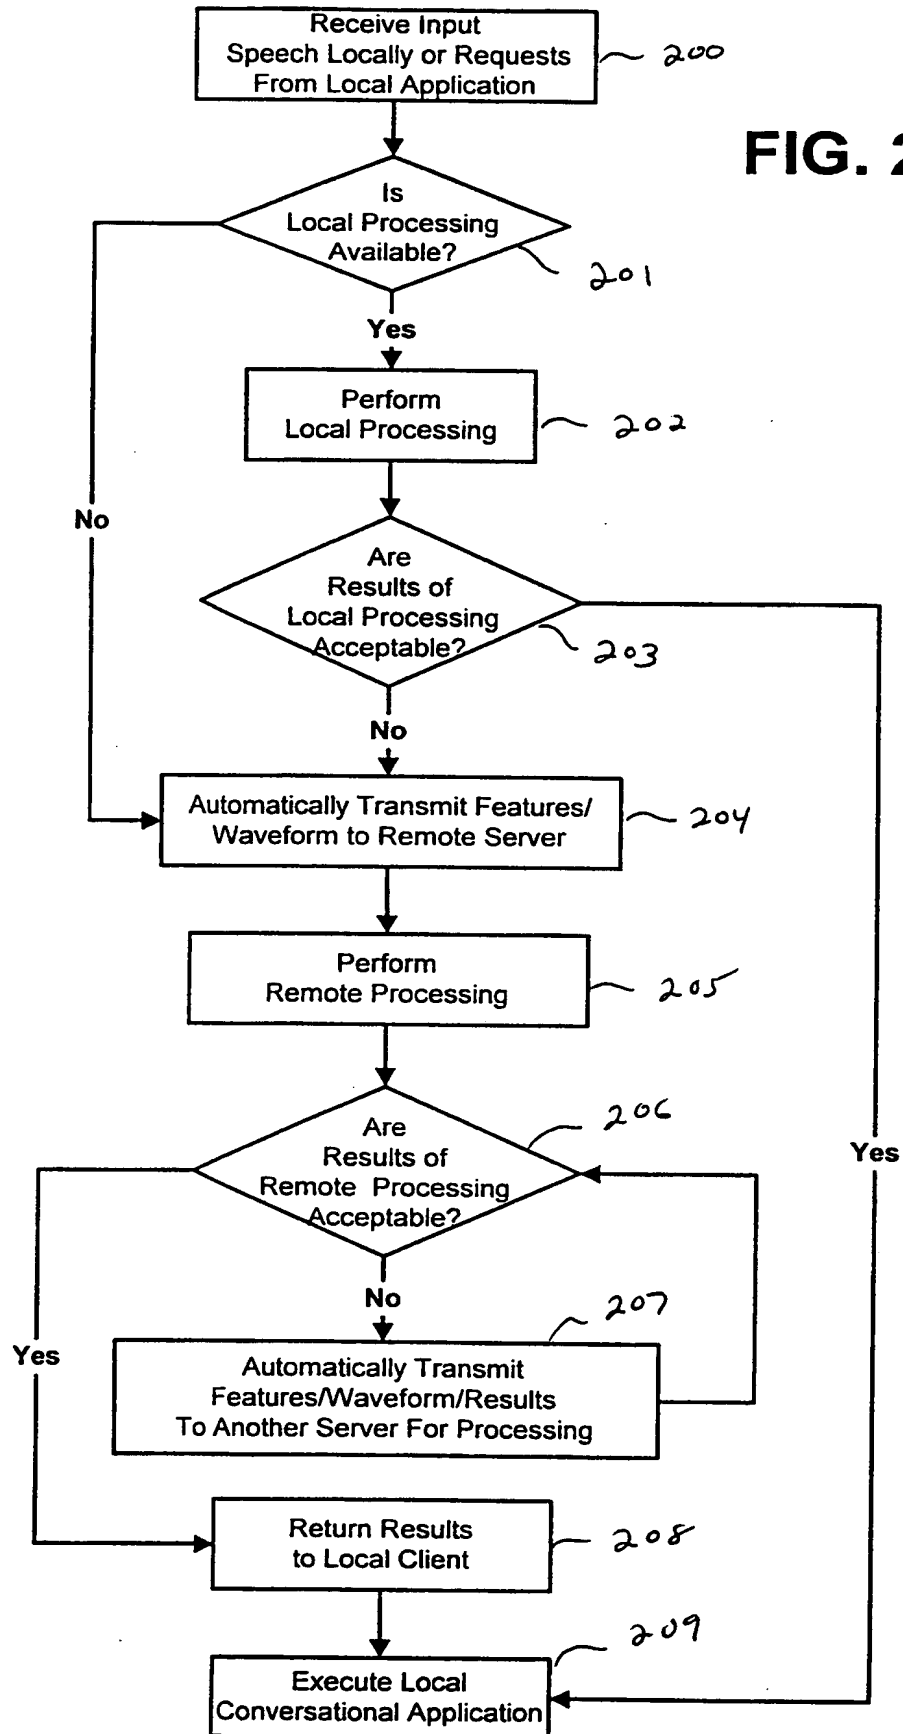 Receive Input
Speech Locally or Requests
From Local Application
200
FIG. 2
Is
Local Processing
Available?
201
Yes
Perform
Local Processing
202
No
Are
Results of
Local Processing
Acceptable?
203
No
Automatically Transmit Features/
Waveform to Remote Server
204
Perform
Remote Processing
205
206
Are
Results of
Remote Processing
Acceptable?
Yes
No
207
Yes
Automatically Transmit
Features/Waveform/Results
To Another Server For Processing
Return Results
to Local Client
208
209
Execute Local
Conversational Application